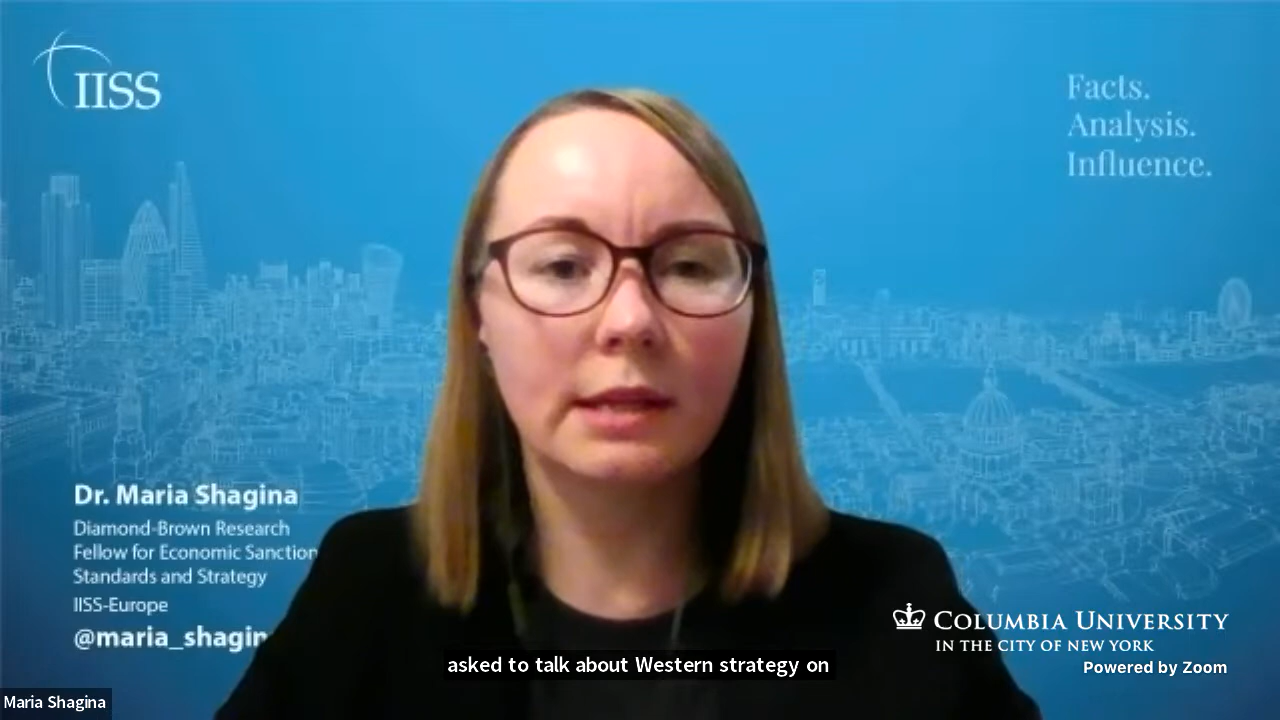 IISS
Facts.
Analysis.
Influence.
Dr. Maria Shagina
Diamond-Brown Research
Fellow for Economic Sanction
Standards and Strategy
IISS-Europe
@maria_shagin
COLUMBIA UNIVERSITY
IN THE CITY OF NEW YORK
Powered by Zoom
asked to talk about Western strategy on
Maria Shagina